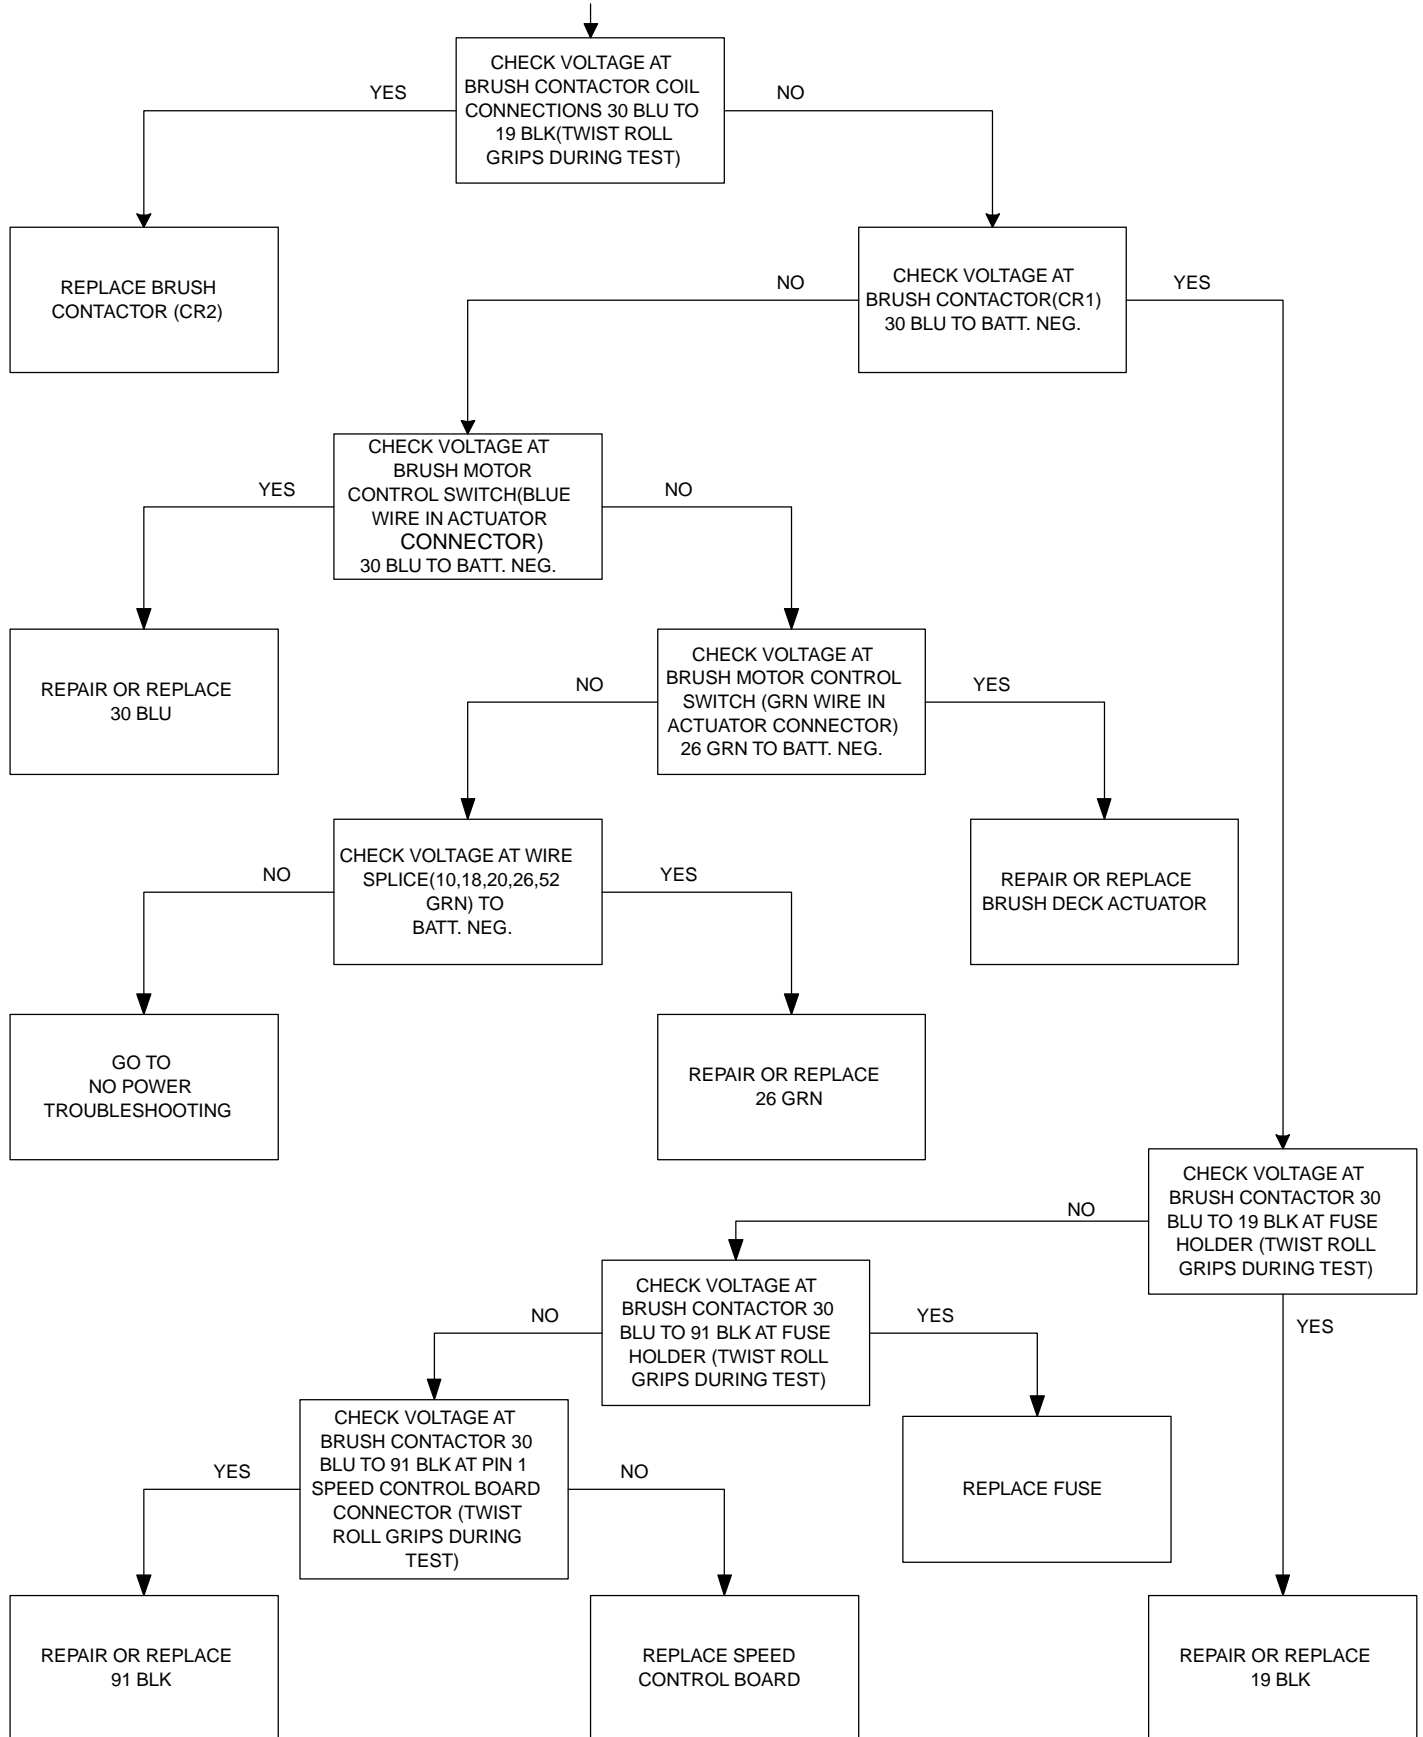 CHECK VOLTAGE AT
BRUSH CONTACTOR COIL
CONNECTIONS 30 BLU TO
19 BLK(TWIST ROLL
GRIPS DURING TEST)
YES
NO
REPLACE BRUSH
CONTACTOR (CR2)
CHECK VOLTAGE AT
BRUSH CONTACTOR(CR1)
30 BLU TO BATT. NEG.
NO
YES
CHECK VOLTAGE AT
BRUSH MOTOR
CONTROL SWITCH(BLUE
WIRE IN ACTUATOR
CONNECTOR)
30 BLU TO BATT. NEG.
YES
NO
REPAIR OR REPLACE
30 BLU
CHECK VOLTAGE AT
BRUSH MOTOR CONTROL
SWITCH (GRN WIRE IN
ACTUATOR CONNECTOR)
26 GRN TO BATT. NEG.
NO
YES
CHECK VOLTAGE AT WIRE
SPLICE(10,18,20,26,52
GRN) TO
BATT. NEG.
NO
YES
REPAIR OR REPLACE
BRUSH DECK ACTUATOR
GO TO
NO POWER
TROUBLESHOOTING
REPAIR OR REPLACE
26 GRN
CHECK VOLTAGE AT
BRUSH CONTACTOR 30
BLU TO 19 BLK AT FUSE
HOLDER (TWIST ROLL
GRIPS DURING TEST)
NO
YES
CHECK VOLTAGE AT
BRUSH CONTACTOR 30
BLU TO 91 BLK AT FUSE
HOLDER (TWIST ROLL
GRIPS DURING TEST)
NO
YES
CHECK VOLTAGE AT
BRUSH CONTACTOR 30
BLU TO 91 BLK AT PIN 1
SPEED CONTROL BOARD
CONNECTOR (TWIST
ROLL GRIPS DURING
TEST)
YES
NO
REPLACE FUSE
REPAIR OR REPLACE
91 BLK
REPLACE SPEED
CONTROL BOARD
REPAIR OR REPLACE
19 BLK